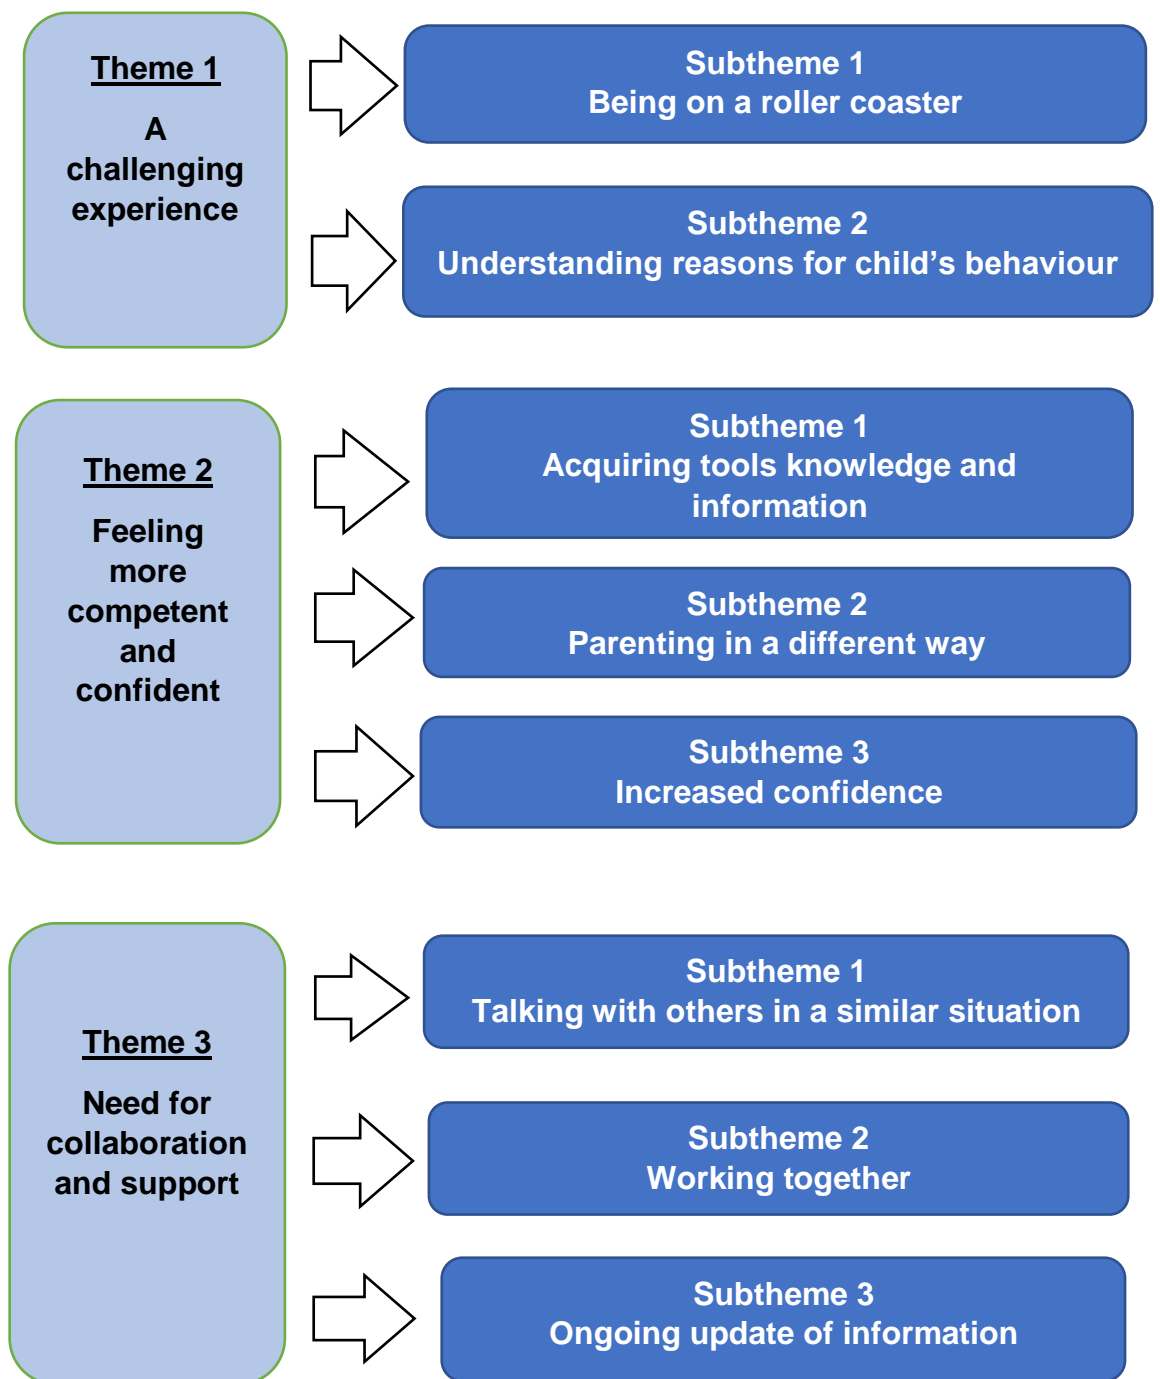 Theme 1
A
challenging
experience
Subtheme 1
Being on a roller coaster
Subtheme 2
Understanding reasons for child’s behaviour
Theme 2
Feeling
more
competent
and
confident
Subtheme 1
Acquiring tools knowledge and
information
Subtheme 2
Parenting in a different way
Subtheme 3
Increased confidence
Theme 3
Need for
collaboration
and support
Subtheme 1
Talking with others in a similar situation
Subtheme 2
Working together
Subtheme 3
Ongoing update of information